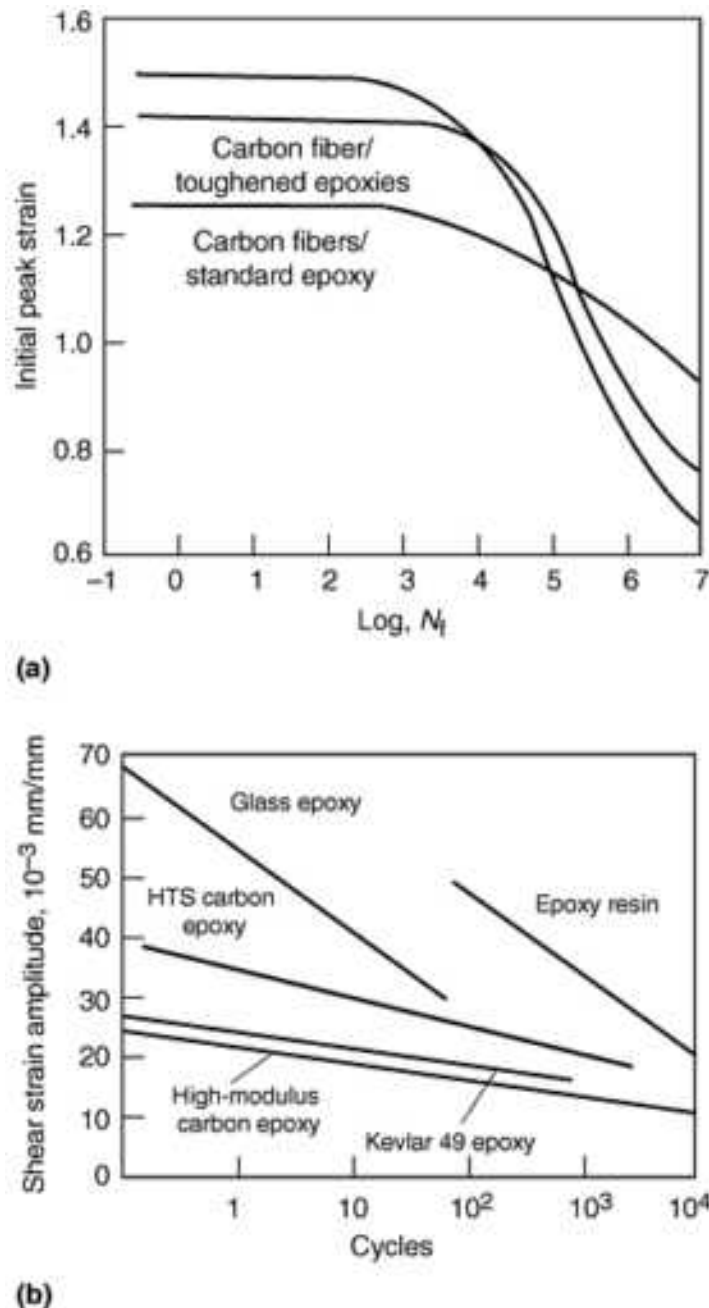 1.6
1.4
1.2
1.0
0.8
0.6
Initial peak strain
Carbon fiber/
toughened epoxies
Carbon fibers/
standard epoxy
–1 0 1 2 3 4 5 6 7
Log, Nf
(a)
70
60
50
40
30
20
10
0
Shear strain amplitude, 10–3 mm/mm
Glass epoxy
HTS carbon
epoxy
Epoxy resin
High-modulus
carbon epoxy
Kevlar 49 epoxy
1 10 10² 10³ 10⁴
Cycles
(b)